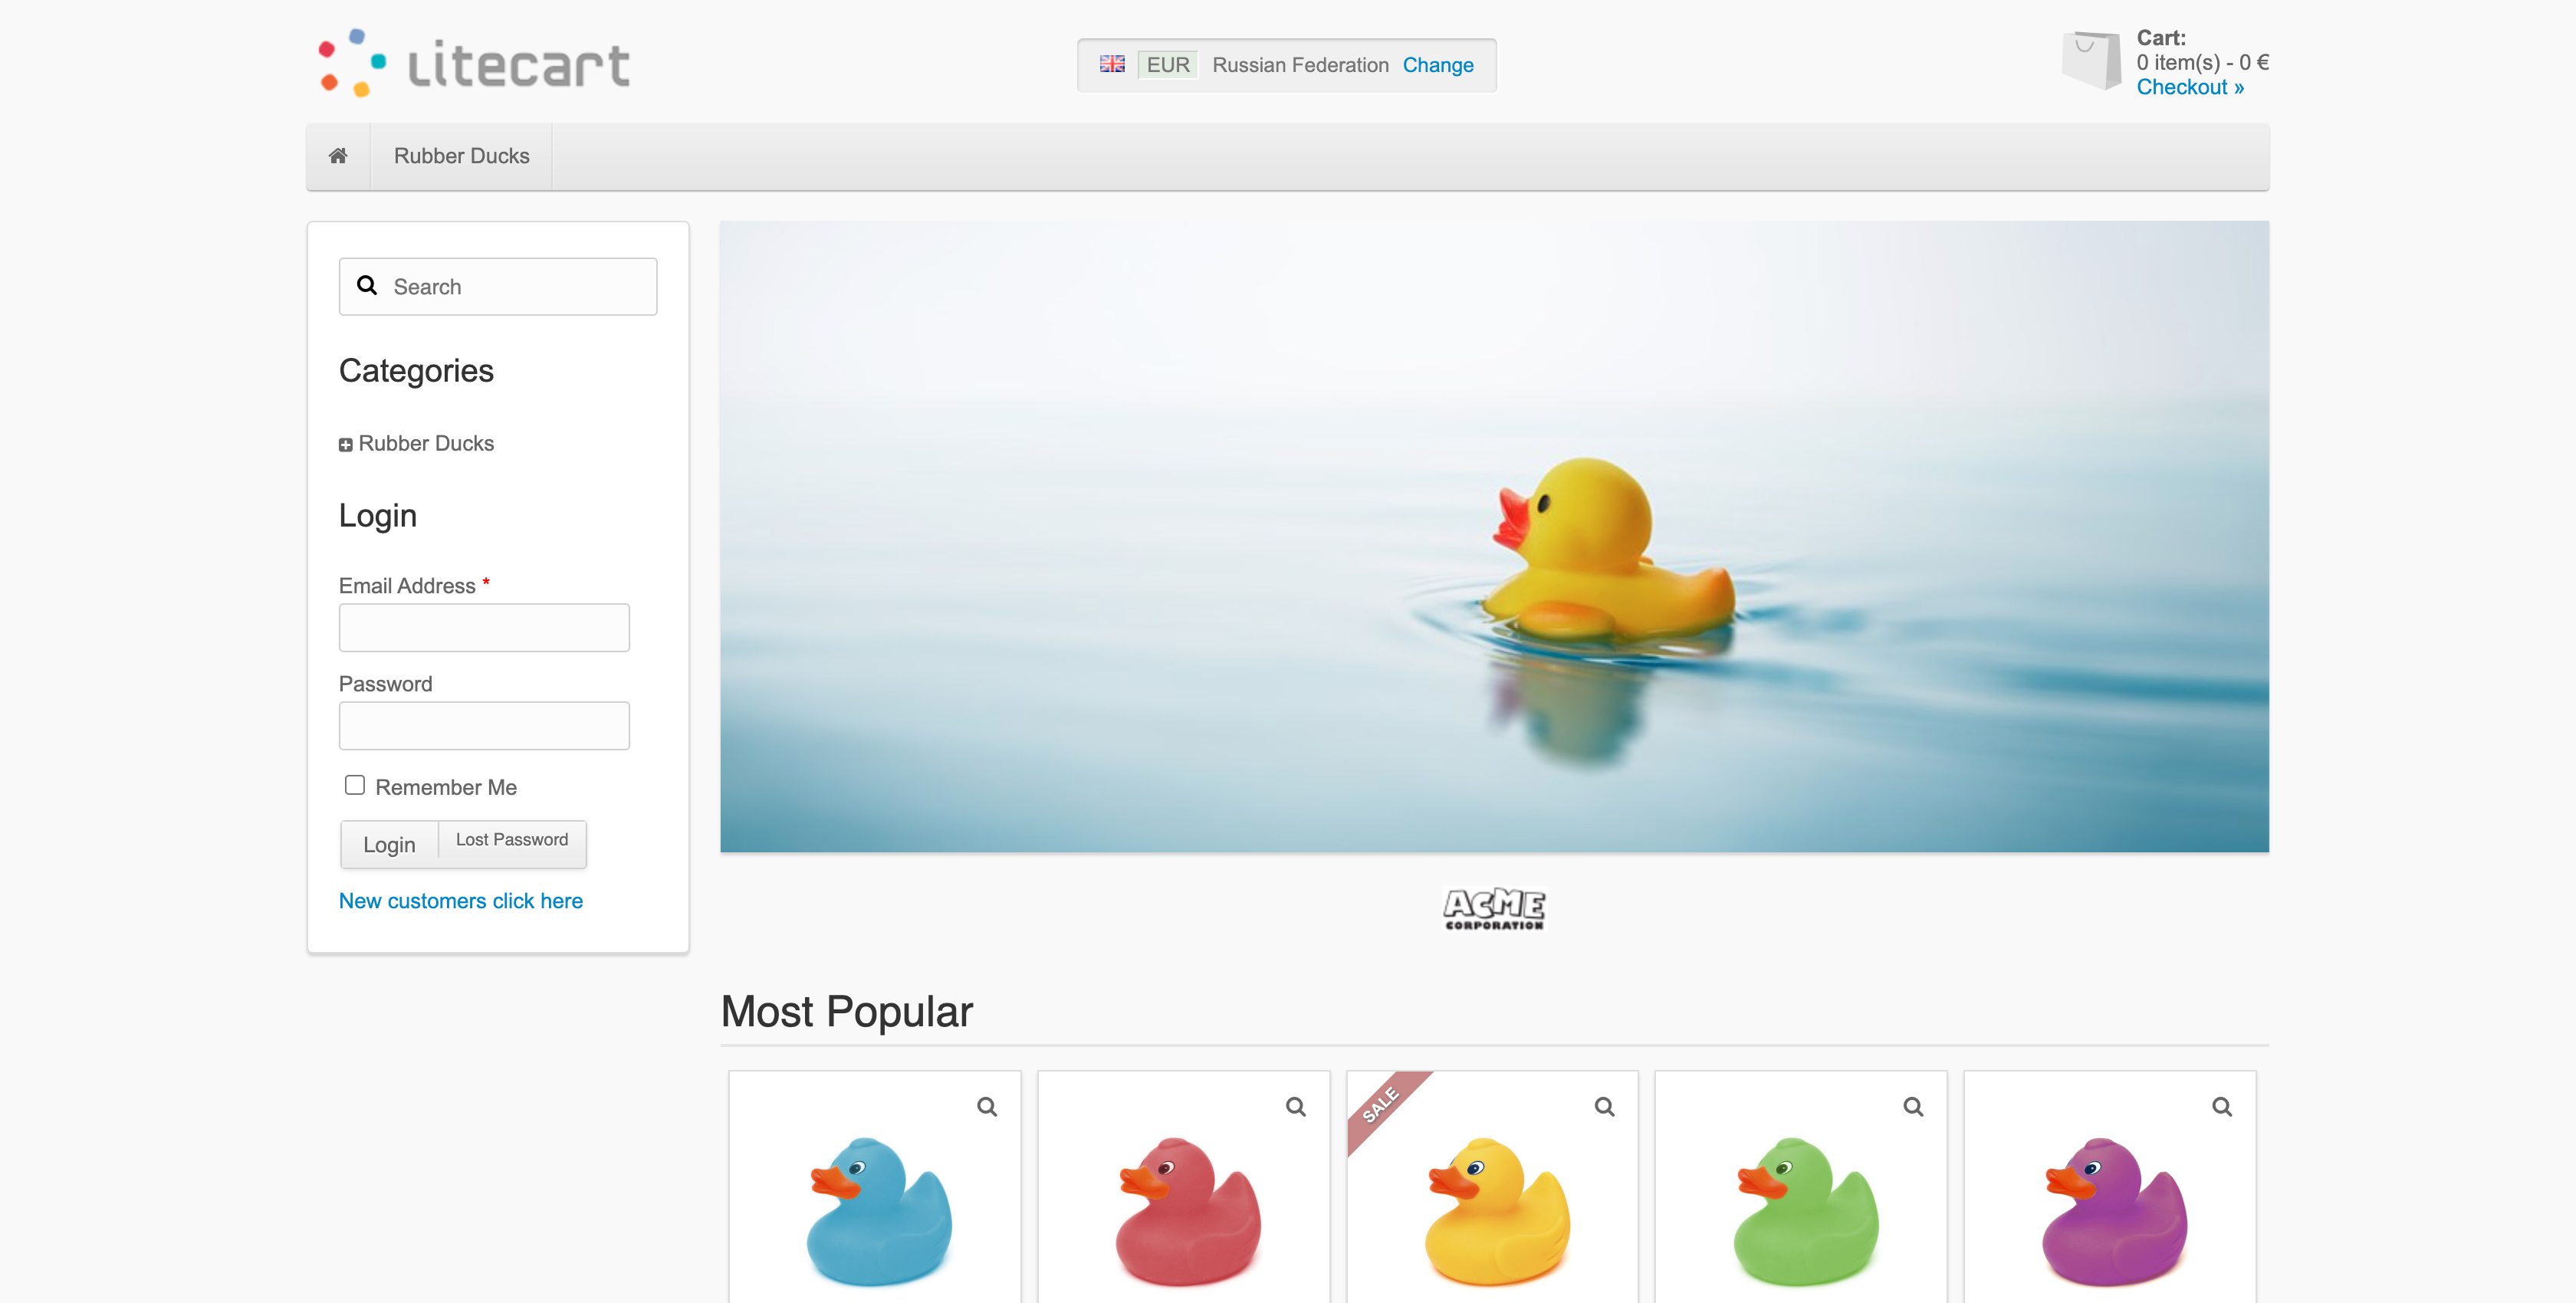 Litecart
EUR Russian Federation Change
Cart:
0 item(s) - 0 €
Checkout »
Rubber Ducks
Search
Categories
Rubber Ducks
Login
Email Address *
Password
Remember Me
Login Lost Password
New customers click here
ACME
CORPORATION
Most Popular
SALE